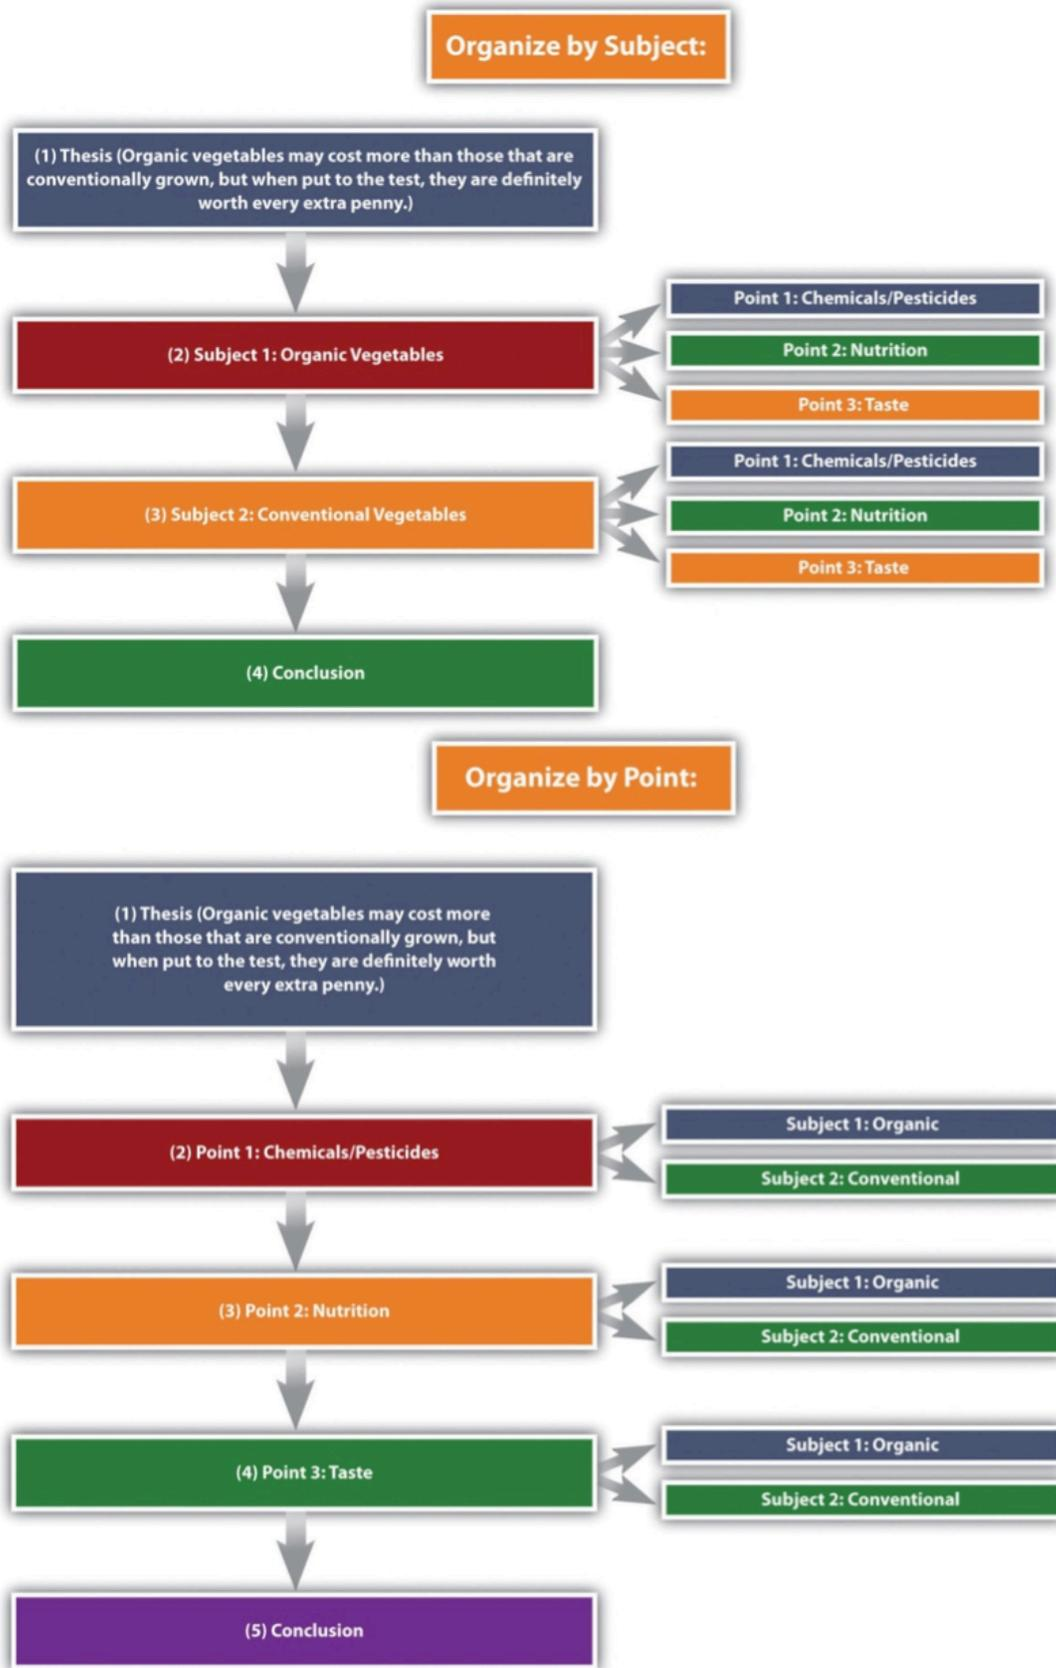 Organize by Subject:
(1) Thesis (Organic vegetables may cost more than those that are
conventionally grown, but when put to the test, they are definitely
worth every extra penny.)
(2) Subject 1: Organic Vegetables
Point 1: Chemicals/Pesticides
Point 2: Nutrition
Point 3: Taste
(3) Subject 2: Conventional Vegetables
Point 1: Chemicals/Pesticides
Point 2: Nutrition
Point 3: Taste
(4) Conclusion
Organize by Point:
(1) Thesis (Organic vegetables may cost more
than those that are conventionally grown, but
when put to the test, they are definitely worth
every extra penny.)
(2) Point 1: Chemicals/Pesticides
Subject 1: Organic
Subject 2: Conventional
(3) Point 2: Nutrition
Subject 1: Organic
Subject 2: Conventional
(4) Point 3: Taste
Subject 1: Organic
Subject 2: Conventional
(5) Conclusion